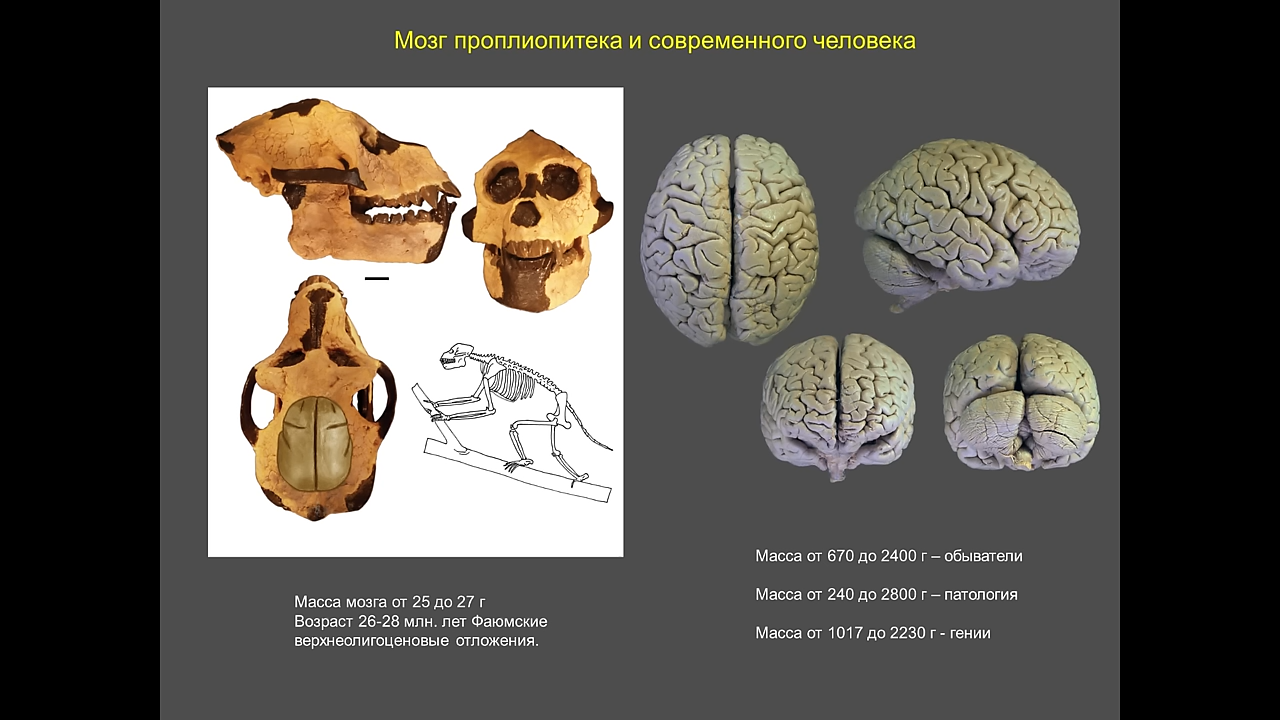 Мозг проплиопитека и современного человека
Масса мозга от 25 до 27 г
Возраст 26-28 млн. лет Фаюмские
верхнеолигоценовые отложения.
Масса от 670 до 2400 г – обыватели
Масса от 240 до 2800 г – патология
Масса от 1017 до 2230 г - гении